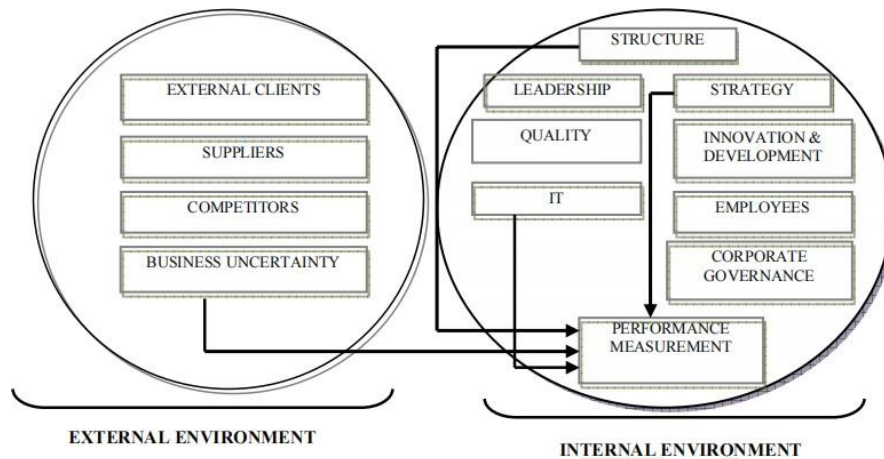 EXTERNAL CLIENTS
SUPPLIERS
COMPETITORS
BUSINESS UNCERTAINTY
EXTERNAL ENVIRONMENT
STRUCTURE
LEADERSHIP
STRATEGY
QUALITY
INNOVATION &
DEVELOPMENT
IT
EMPLOYEES
CORPORATE
GOVERNANCE
PERFORMANCE
MEASUREMENT
INTERNAL ENVIRONMENT